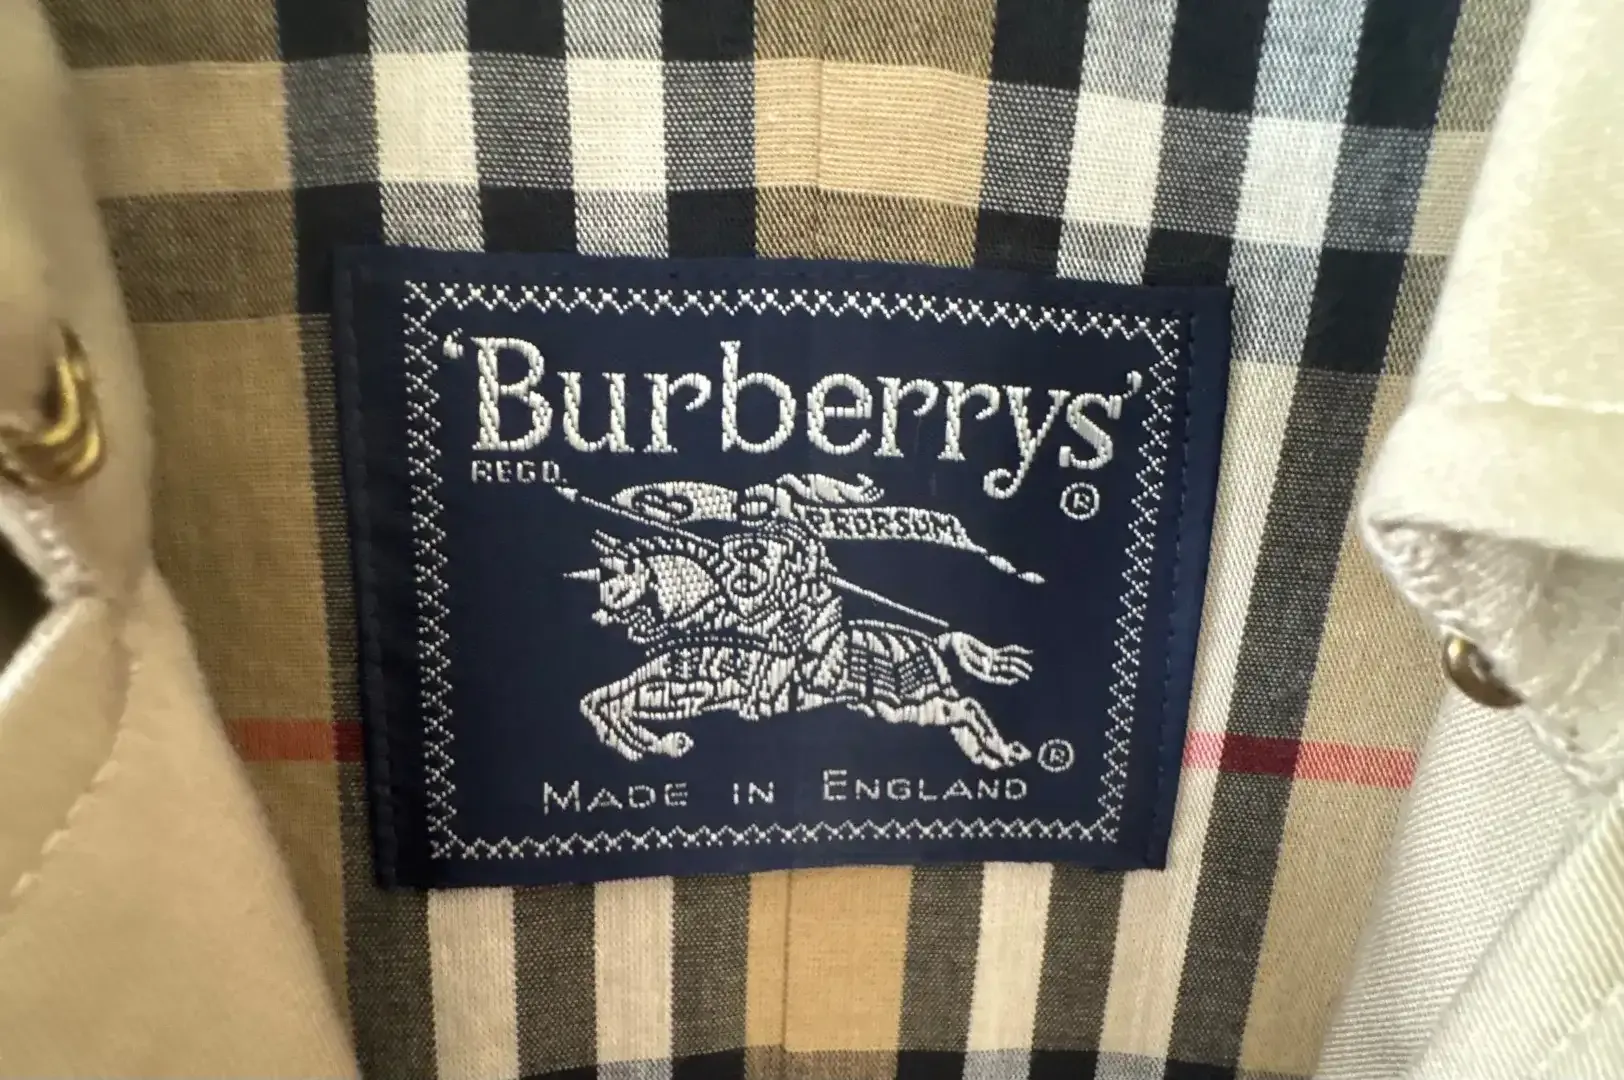 ‘Burberrys’
REGD. ®
PRORSUM
®
MADE IN ENGLAND